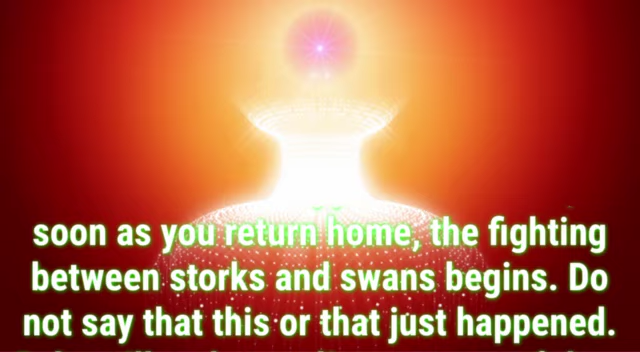 soon as you return home, the fighting
between storks and swans begins. Do
not say that this or that just happened.